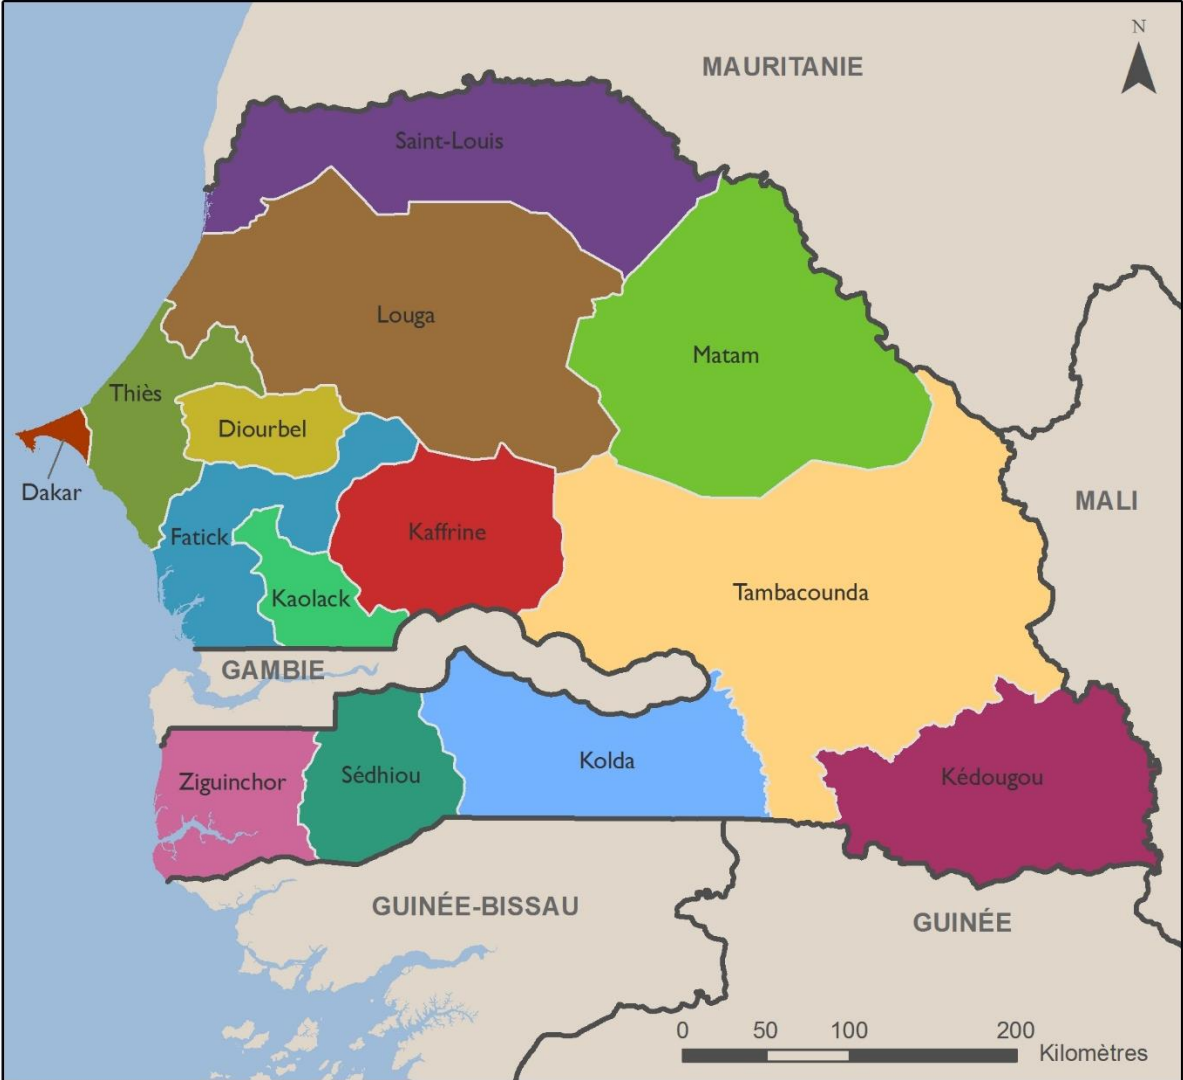 N
MAURITANIE
Saint-Louis
Louga
Matam
Thiès
Diourbel
Dakar
MALI
Fatick
Kaffrine
Kaolack
Tambacounda
GAMBIE
Ziguinchor
Sédhiou
Kolda
Kédougou
GUINÉE-BISSAU
GUINÉE
0 50 100 200
Kilomètres